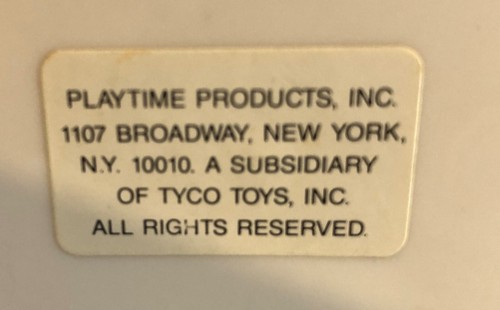 PLAYTIME PRODUCTS, INC.
1107 BROADWAY, NEW YORK,
N.Y. 10010. A SUBSIDIARY
OF TYCO TOYS, INC.
ALL RIGHTS RESERVED.